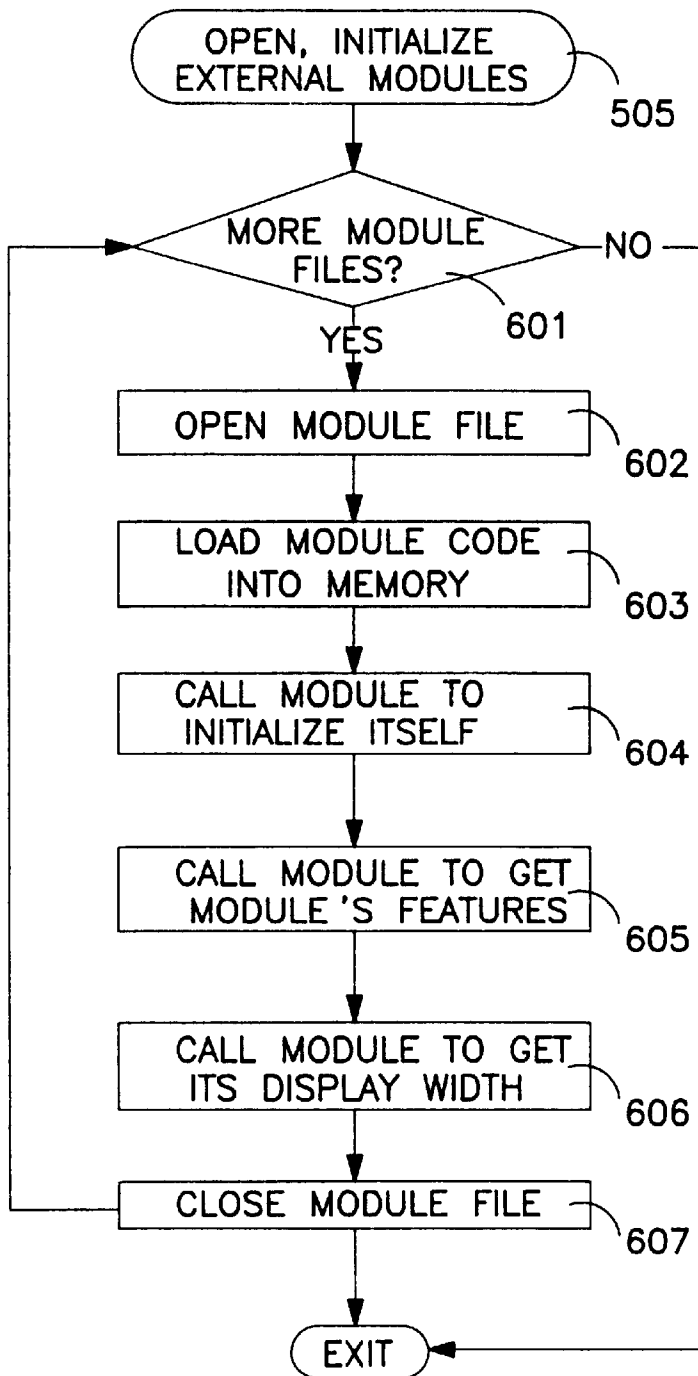 OPEN, INITIALIZE
EXTERNAL MODULES
505
MORE MODULE
FILES?
NO
601
YES
OPEN MODULE FILE
602
LOAD MODULE CODE
INTO MEMORY
603
CALL MODULE TO
INITIALIZE ITSELF
604
CALL MODULE TO GET
MODULE'S FEATURES
605
CALL MODULE TO GET
ITS DISPLAY WIDTH
606
CLOSE MODULE FILE
607
EXIT